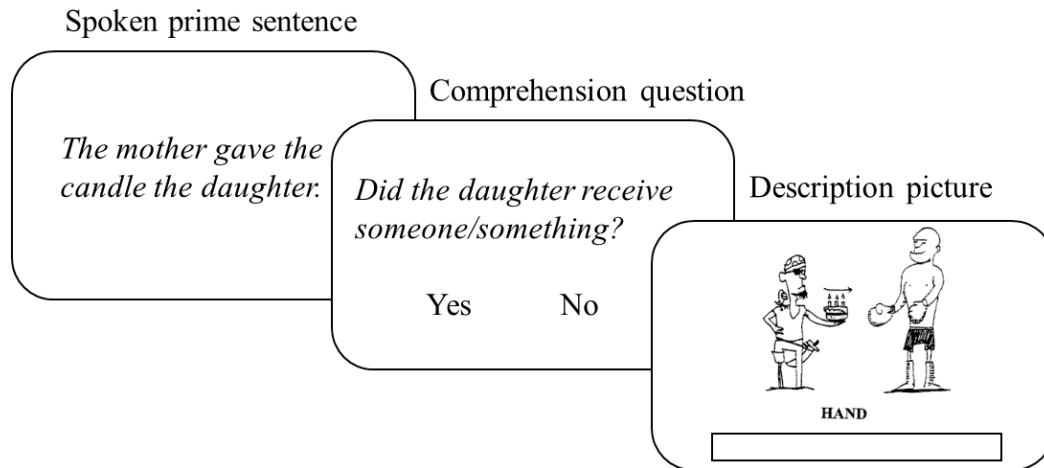 Spoken prime sentence
The mother gave the
candle the daughter.
Comprehension question
Did the daughter receive
someone/something?
Yes No
Description picture
HAND